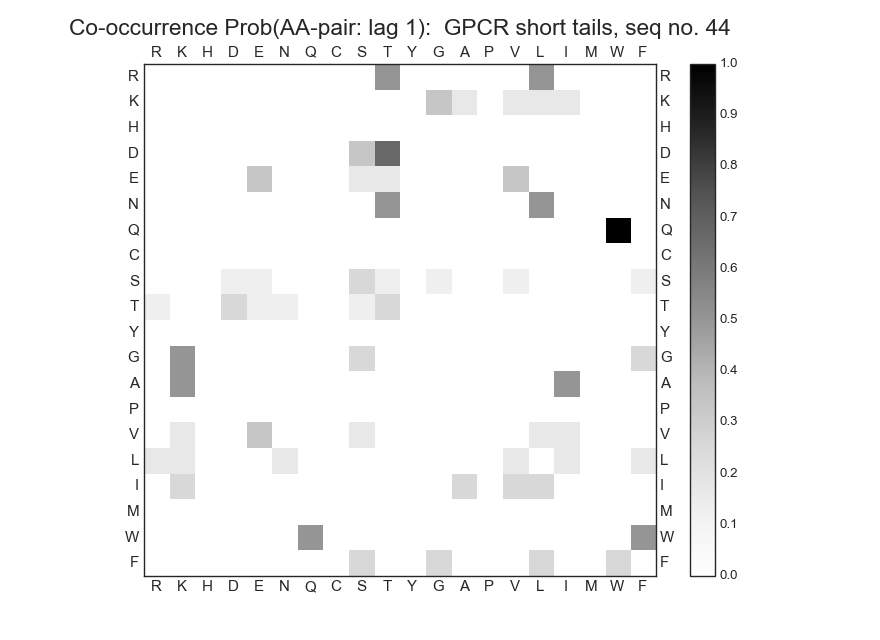 Co-occurrence Prob(AA-pair: lag 1):  GPCR short tails, seq no. 44
R K H D E N Q C S T Y G A P V L I M W F
1.0
R R
0.9
K K
H H
0.8
D D
E E
0.7
N N
Q Q
0.6
C C
S S
T T
0.5
Y Y
G G
0.4
A A
P P
0.3
V V
L L
0.2
I I
M M
0.1
W W
F F
0.0
R K H D E N Q C S T Y G A P V L I M W F